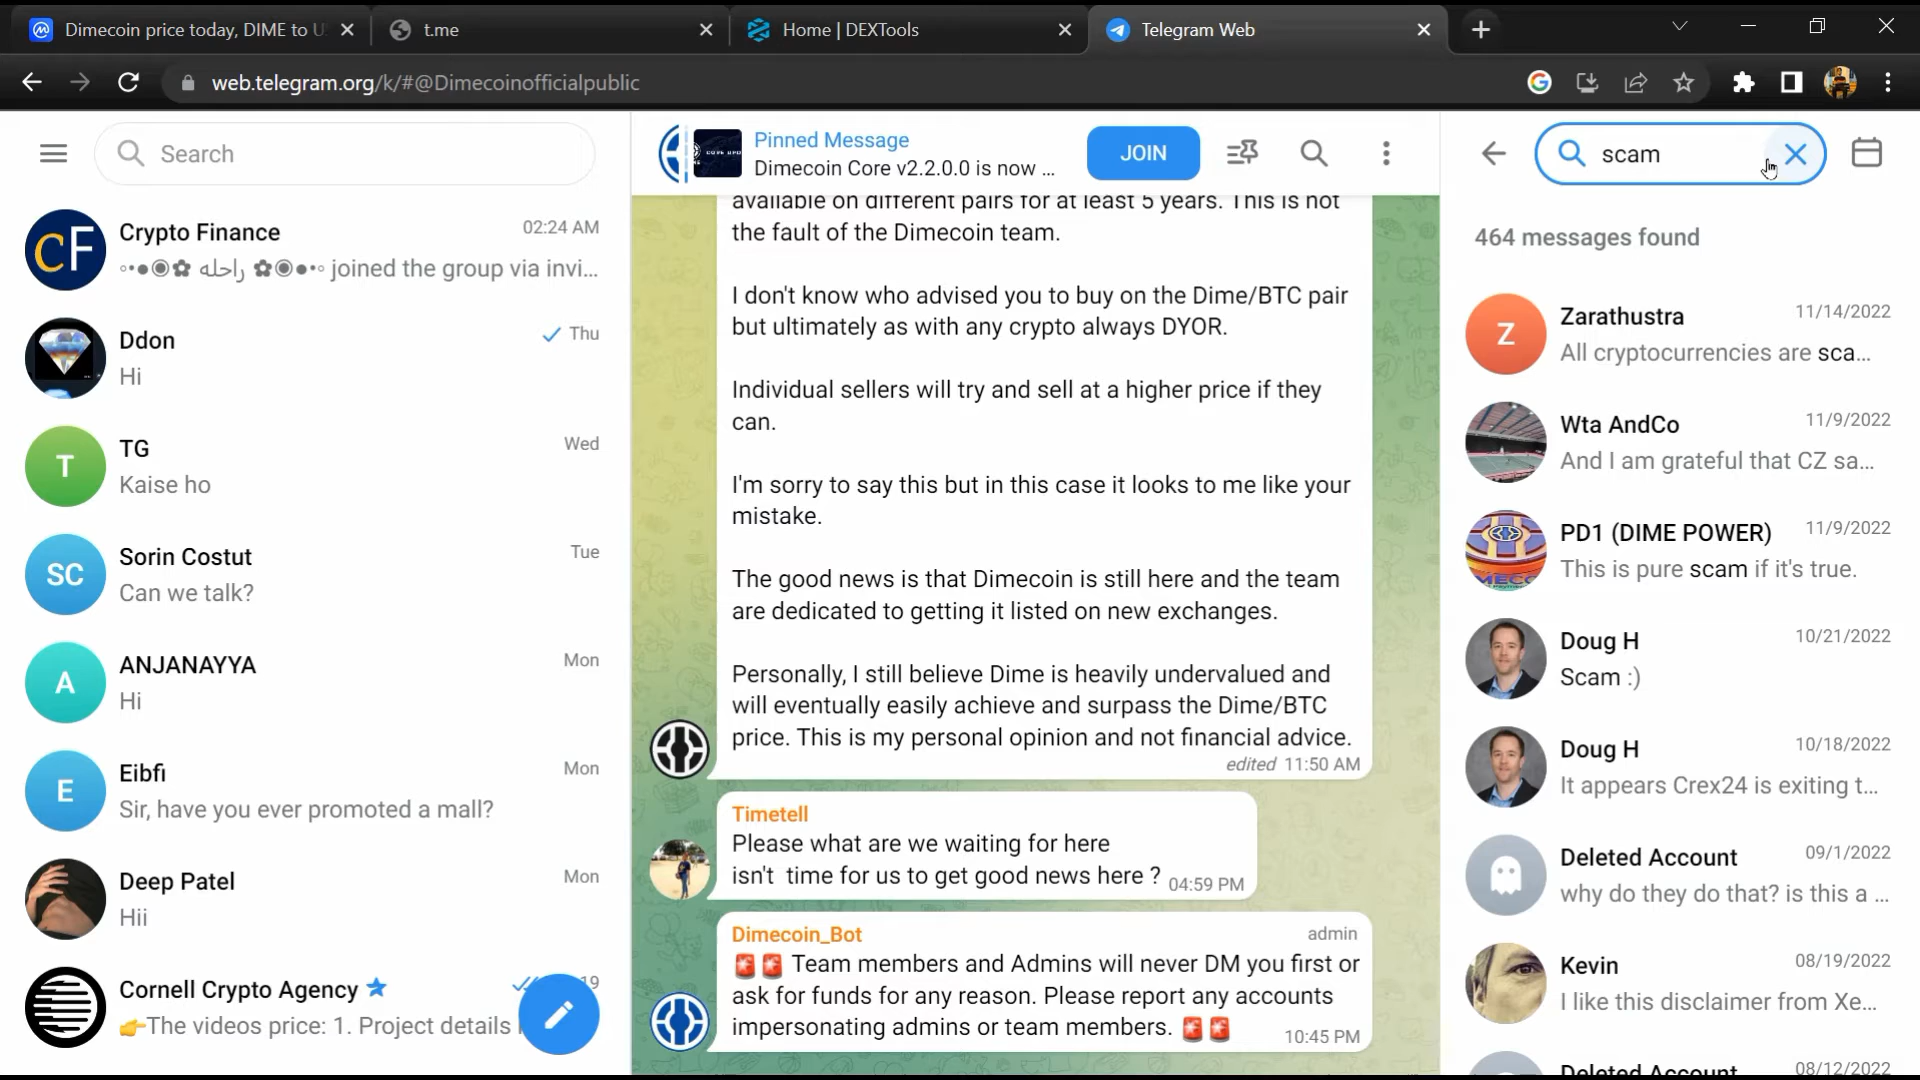 Dimecoin price today, DIME to U
t.me
Home | DEXTools
Telegram Web
web.telegram.org/k/#@Dimecoinofficialpublic
Search
Crypto Finance
02:24 AM
◦•●◉✿ راحله ✿◉●•◦ joined the group via invi...
Ddon
Thu
Hi
T
TG
Wed
Kaise ho
SC
Sorin Costut
Tue
Can we talk?
A
ANJANAYYA
Mon
Hi
E
Eibfi
Mon
Sir, have you ever promoted a mall?
Deep Patel
Mon
Hii
Cornell Crypto Agency
19
👉The videos price: 1. Project details
Pinned Message
Dimecoin Core v2.2.0.0 is now ...
JOIN
available on different pairs for at least 5 years. This is not
the fault of the Dimecoin team.
I don't know who advised you to buy on the Dime/BTC pair
but ultimately as with any crypto always DYOR.
Individual sellers will try and sell at a higher price if they
can.
I'm sorry to say this but in this case it looks to me like your
mistake.
The good news is that Dimecoin is still here and the team
are dedicated to getting it listed on new exchanges.
Personally, I still believe Dime is heavily undervalued and
will eventually easily achieve and surpass the Dime/BTC
price. This is my personal opinion and not financial advice.
edited 11:50 AM
Timetell
Please what are we waiting for here
isn't time for us to get good news here ? 04:59 PM
Dimecoin_Bot
admin
🚨🚨 Team members and Admins will never DM you first or
ask for funds for any reason. Please report any accounts
impersonating admins or team members. 🚨🚨 10:45 PM
scam
464 messages found
Z
Zarathustra
11/14/2022
All cryptocurrencies are sca...
Wta AndCo
11/9/2022
And I am grateful that CZ sa...
PD1 (DIME POWER)
11/9/2022
This is pure scam if it's true.
Doug H
10/21/2022
Scam :)
Doug H
10/18/2022
It appears Crex24 is exiting t...
Deleted Account
09/1/2022
why do they do that? is this a ...
Kevin
08/19/2022
I like this disclaimer from Xe...
Deleted Account
08/12/2022